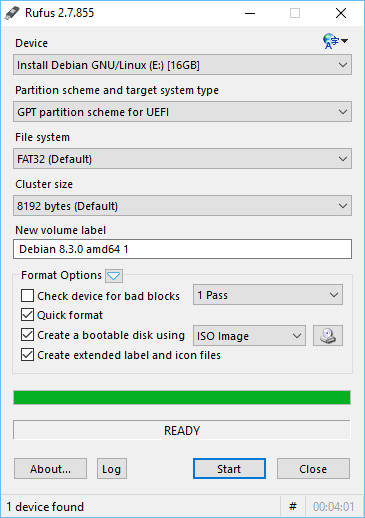 Rufus 2.7.855
Device
Install Debian GNU/Linux (E:) [16GB]
Partition scheme and target system type
GPT partition scheme for UEFI
File system
FAT32 (Default)
Cluster size
8192 bytes (Default)
New volume label
Debian 8.3.0 amd64 1
Format Options
Check device for bad blocks 1 Pass
Quick format
Create a bootable disk using ISO Image
Create extended label and icon files
READY
About... Log Start Close
1 device found # 00:04:01